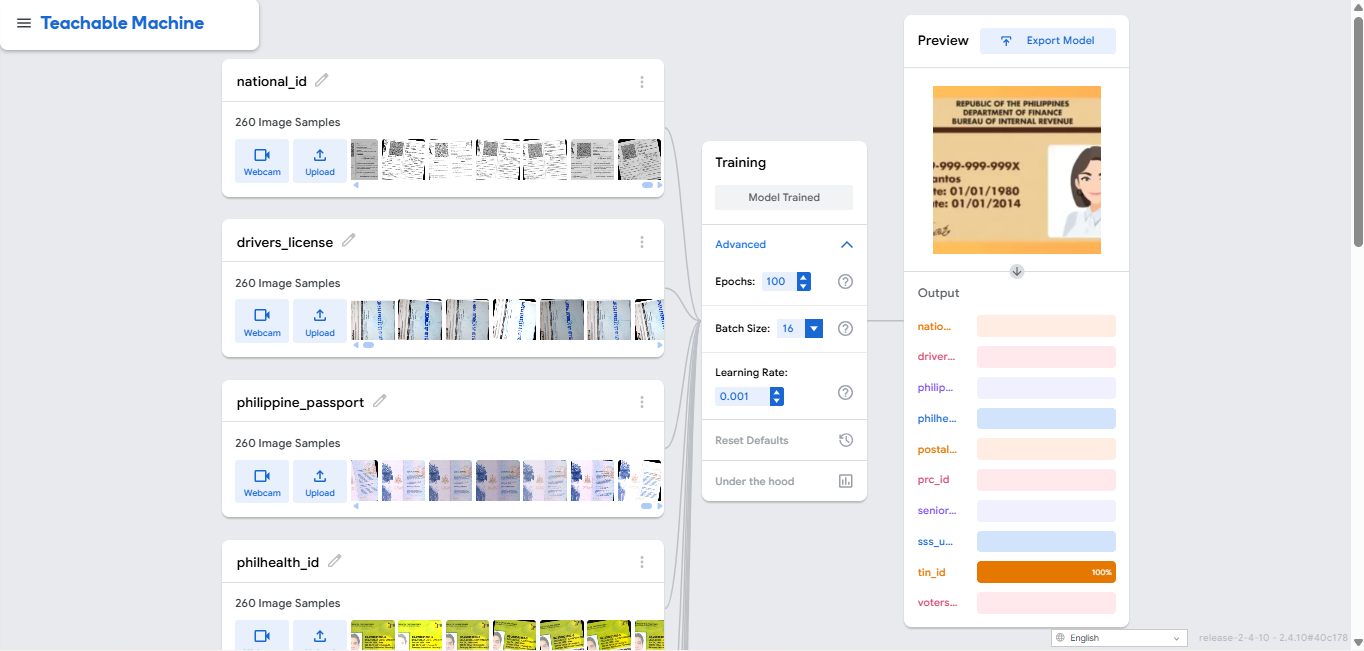 Teachable Machine
national_id
260 Image Samples
Webcam
Upload
drivers_license
260 Image Samples
Webcam
Upload
philippine_passport
260 Image Samples
Webcam
Upload
philhealth_id
260 Image Samples
Training
Model Trained
Advanced
Epochs:
100
Batch Size:
16
Learning Rate:
0.001
Reset Defaults
Under the hood
Preview
Export Model
REPUBLIC OF THE PHILIPPINES
DEPARTMENT OF FINANCE
BUREAU OF INTERNAL REVENUE
-999-999-999X
antos
te: 01/01/1980
te: 01/01/2014
Output
natio...
driver...
philip...
philhe...
postal...
prc_id
senior...
sss_u...
tin_id
100%
voters...
English
release-2-4-10 - 2.4.10#40c178